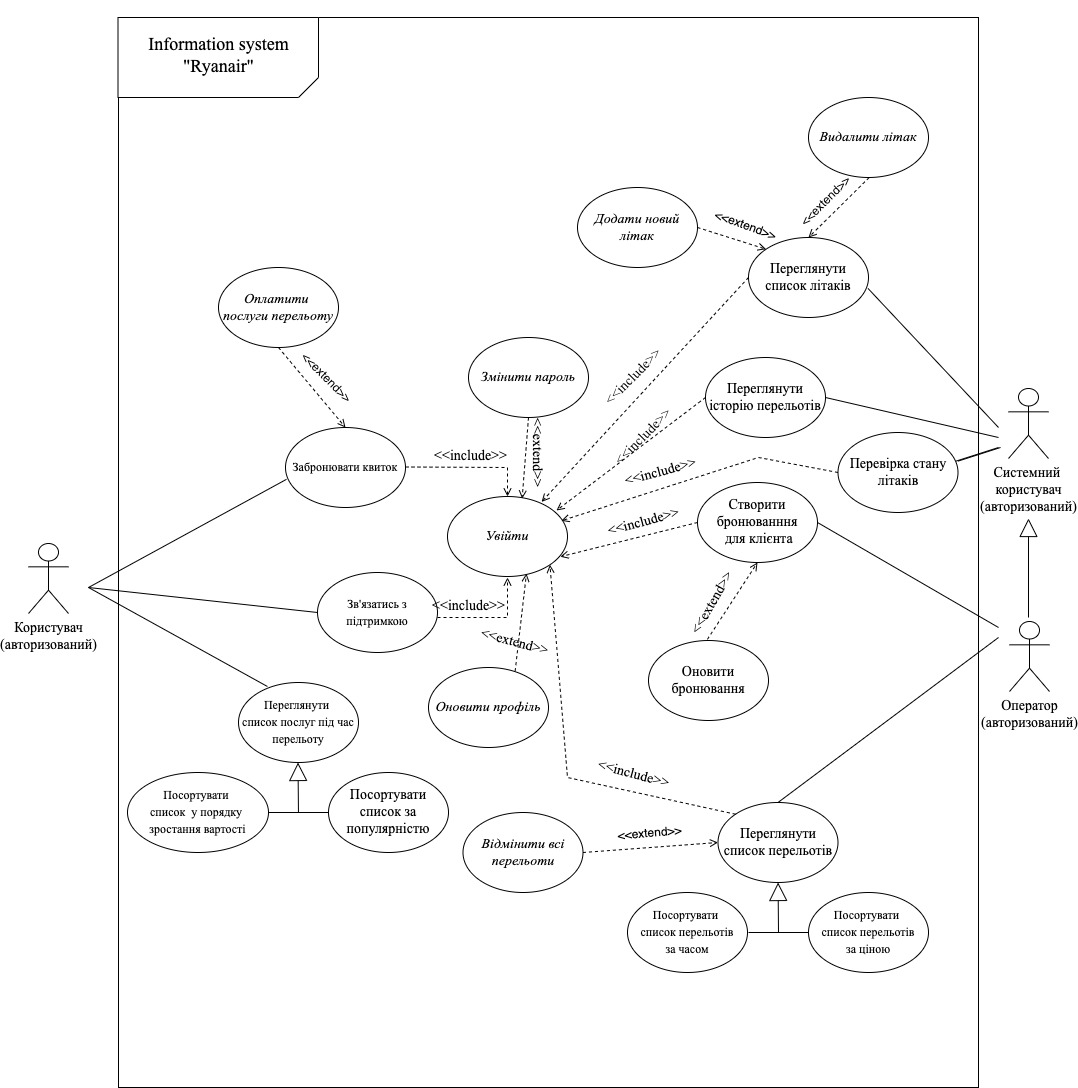 Information system
"Ryanair"
Видалити літак
<<extend>>
Додати новий
літак
<<extend>>
Переглянути
список літаків
Оплатити
послуги перельоту
<<extend>>
Змінити пароль
<<extend>>
<<include>>
Переглянути
історію перельотів
<<include>>
Забронювати квиток
<<include>>
Перевірка стану
літаків
<<include>>
Системний
користувач
(авторизований)
Створити
бронюванння
для клієнта
<<include>>
Увійти
<<extend>>
Зв'язатись з
підтримкою
<<include>>
Користувач
(авторизований)
<<extend>>
Оновити
бронювання
Оновити профіль
Оператор
(авторизований)
Переглянути
список послуг під час
перельоту
<<include>>
Посортувати
список у порядку
зростання вартості
Посортувати
список за
популярністю
Відмінити всі
перельоти
<<extend>>
Переглянути
список перельотів
Посортувати
список перельотів
за часом
Посортувати
список перельотів
за ціною